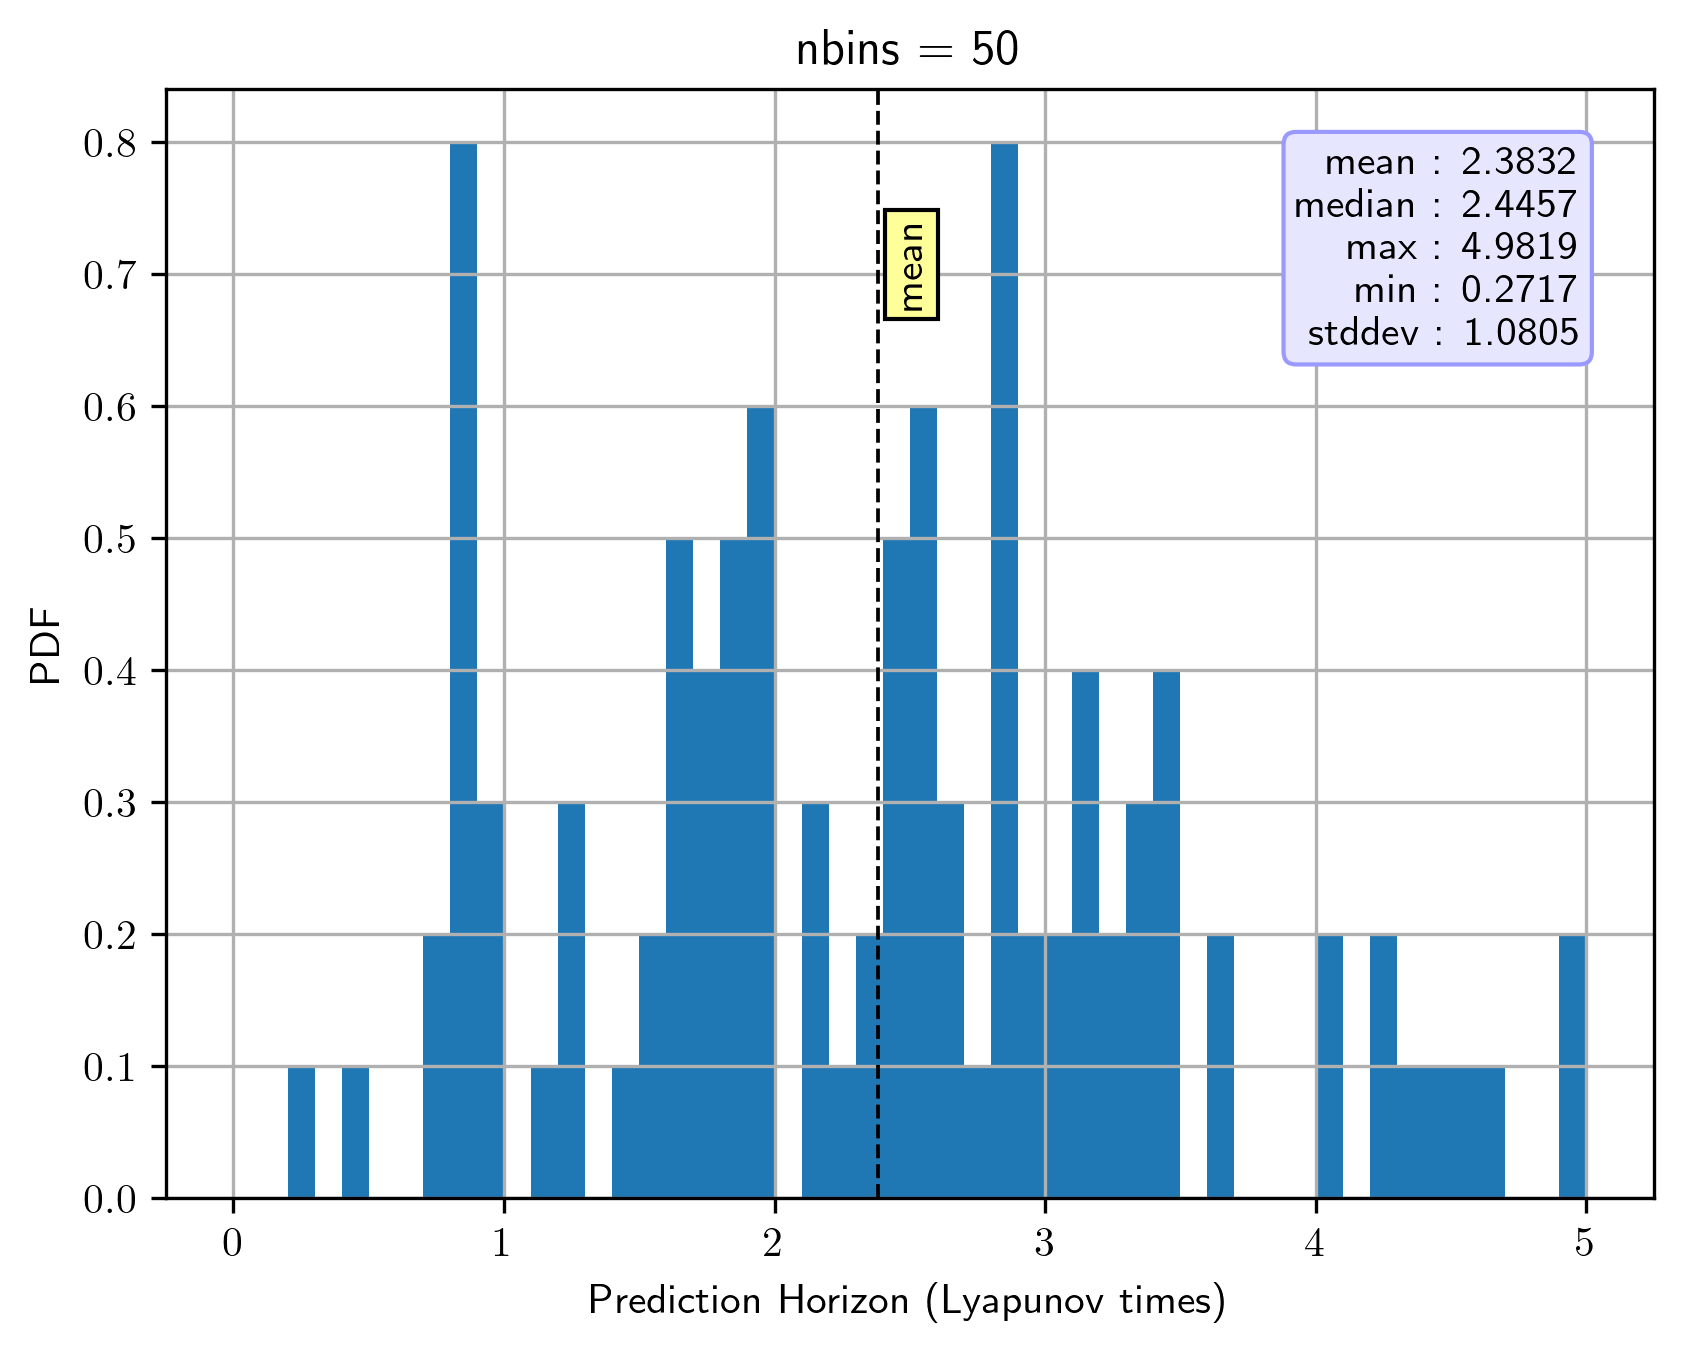 nbins = 50
0.8
0.7
0.6
0.5
0.4
0.3
0.2
0.1
0.0
PDF
mean
mean : 2.3832
median : 2.4457
max : 4.9819
min : 0.2717
stddev : 1.0805
0 1 2 3 4 5
Prediction Horizon (Lyapunov times)